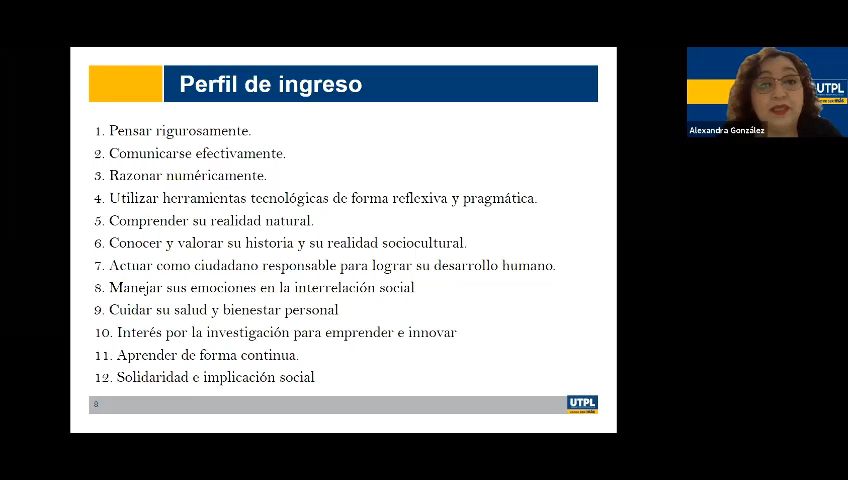 Perfil de ingreso
1. Pensar rigurosamente.
2. Comunicarse efectivamente.
3. Razonar numéricamente.
4. Utilizar herramientas tecnológicas de forma reflexiva y pragmática.
5. Comprender su realidad natural.
6. Conocer y valorar su historia y su realidad sociocultural.
7. Actuar como ciudadano responsable para lograr su desarrollo humano.
8. Manejar sus emociones en la interrelación social
9. Cuidar su salud y bienestar personal
10. Interés por la investigación para emprender e innovar
11. Aprender de forma continua.
12. Solidaridad e implicación social
8
UTPL
UTPL
Alexandra González